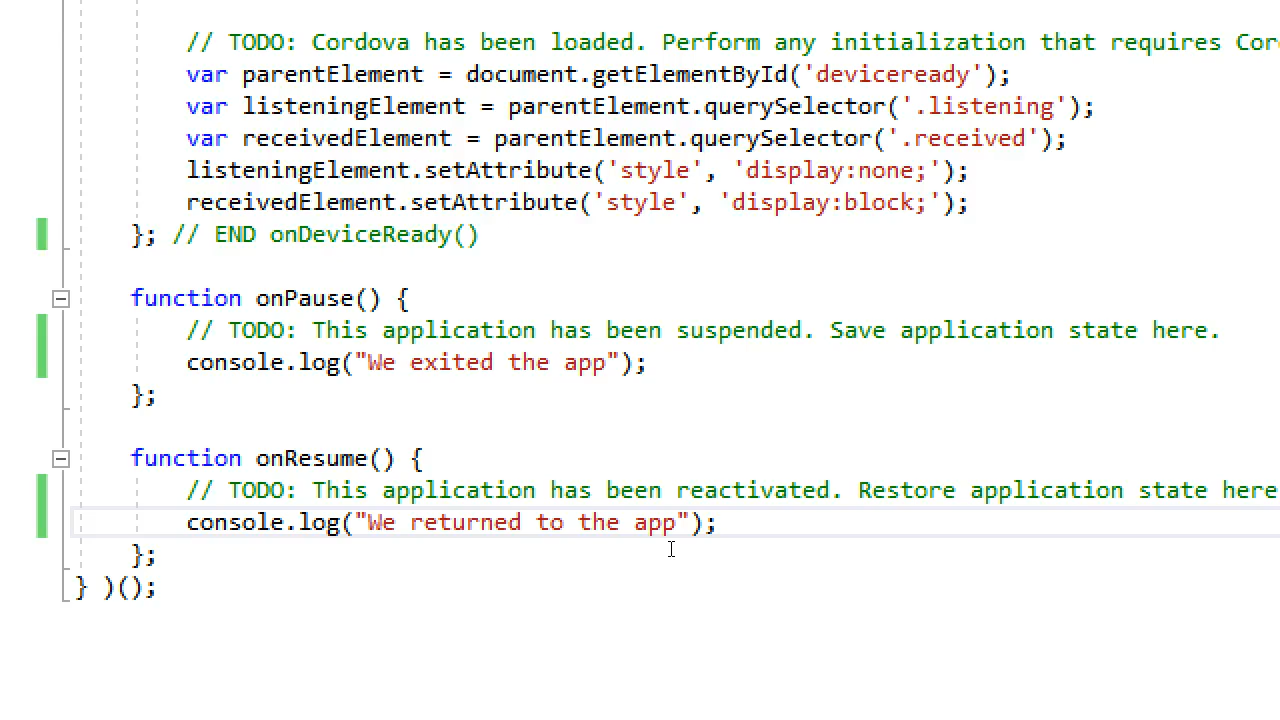 // TODO: Cordova has been loaded. Perform any initialization that requires
var parentElement = document.getElementById('deviceready');
var listeningElement = parentElement.querySelector('.listening');
var receivedElement = parentElement.querySelector('.received');
listeningElement.setAttribute('style', 'display:none;');
receivedElement.setAttribute('style', 'display:block;');
}; // END onDeviceReady()
function onPause() {
// TODO: This application has been suspended. Save application state here.
console.log("We exited the app");
};
function onResume() {
// TODO: This application has been reactivated. Restore application state here
console.log("We returned to the app");
};
} )();